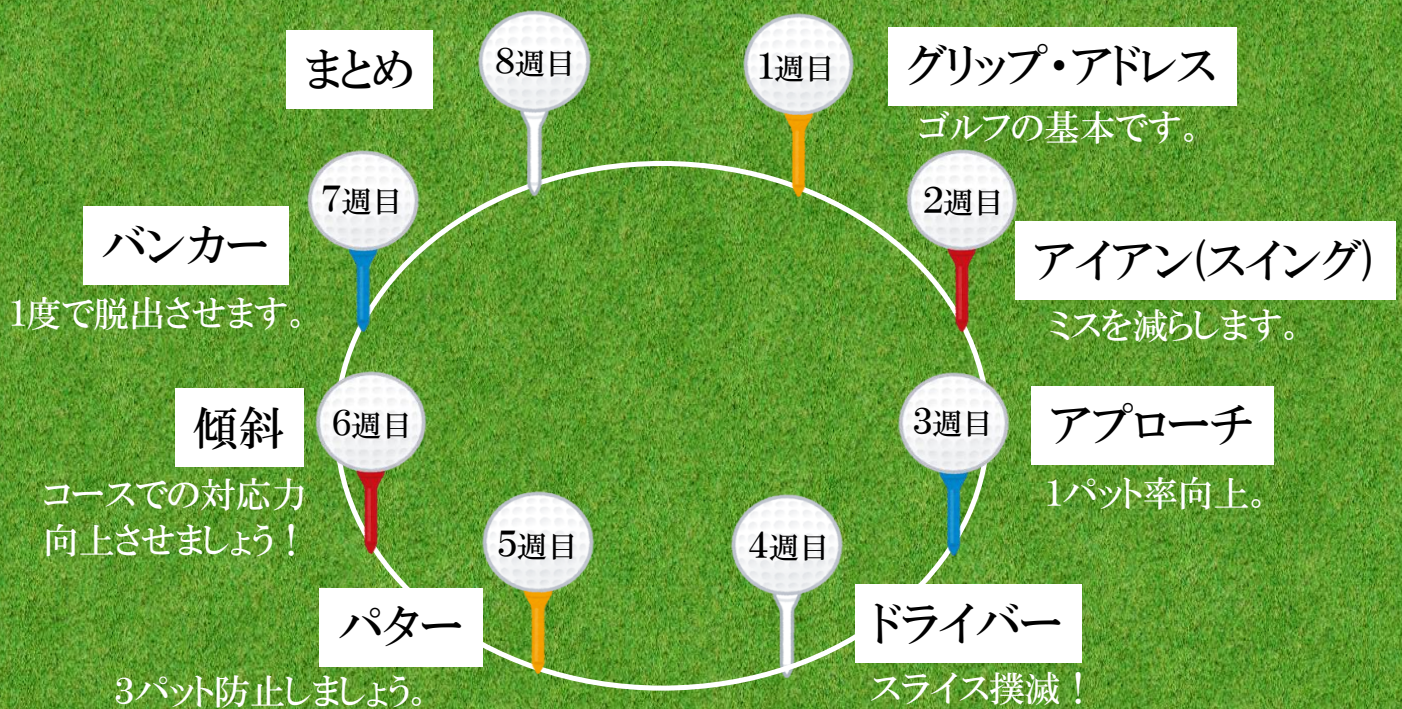 1週目
グリップ・アドレス
ゴルフの基本です。
2週目
アイアン(スイング)
ミスを減らします。
3週目
アプローチ
1パット率向上。
4週目
ドライバー
スライス撲滅！
5週目
パター
3パット防止しましょう。
6週目
傾斜
コースでの対応力
向上させましょう！
7週目
バンカー
1度で脱出させます。
8週目
まとめ